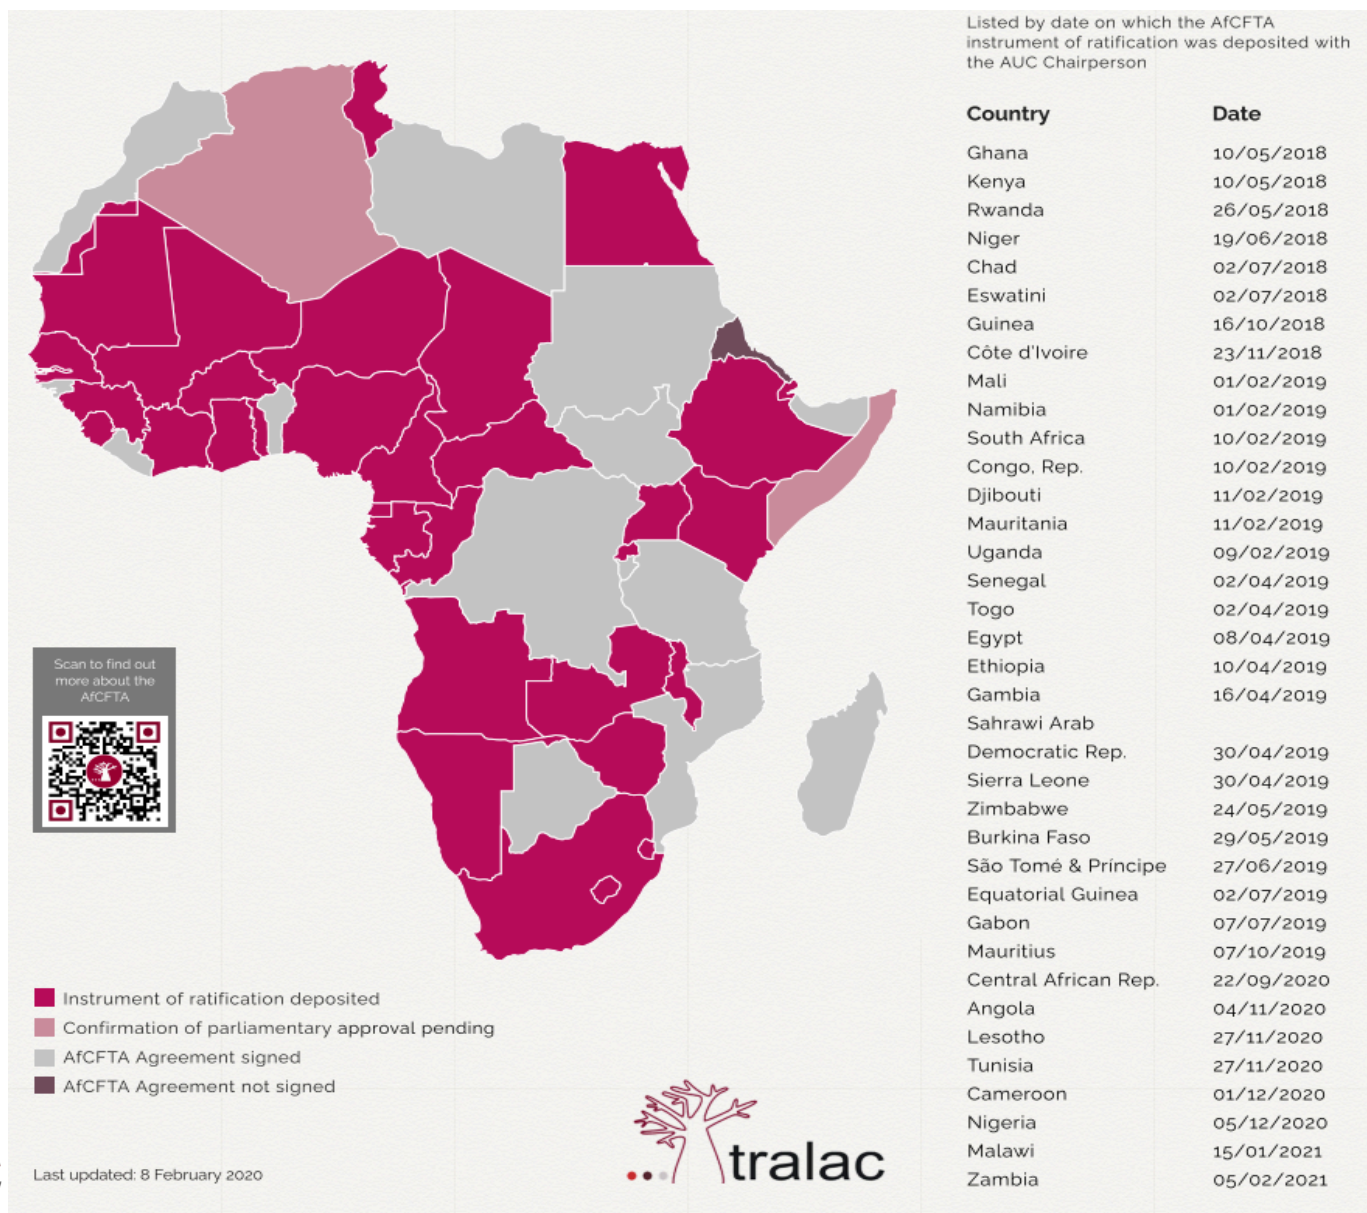 Listed by date on which the AfCFTA
instrument of ratification was deposited with
the AUC Chairperson
Country Date
Ghana 10/05/2018
Kenya 10/05/2018
Rwanda 26/05/2018
Niger 19/06/2018
Chad 02/07/2018
Eswatini 02/07/2018
Guinea 16/10/2018
Côte d'Ivoire 23/11/2018
Mali 01/02/2019
Namibia 01/02/2019
South Africa 10/02/2019
Congo, Rep. 10/02/2019
Djibouti 11/02/2019
Mauritania 11/02/2019
Uganda 09/02/2019
Senegal 02/04/2019
Togo 02/04/2019
Egypt 08/04/2019
Ethiopia 10/04/2019
Gambia 16/04/2019
Sahrawi Arab
Democratic Rep. 30/04/2019
Sierra Leone 30/04/2019
Zimbabwe 24/05/2019
Burkina Faso 29/05/2019
São Tomé & Príncipe 27/06/2019
Equatorial Guinea 02/07/2019
Gabon 07/07/2019
Mauritius 07/10/2019
Central African Rep. 22/09/2020
Angola 04/11/2020
Lesotho 27/11/2020
Tunisia 27/11/2020
Cameroon 01/12/2020
Nigeria 05/12/2020
Malawi 15/01/2021
Zambia 05/02/2021
Scan to find out
more about the
AfCFTA
Instrument of ratification deposited
Confirmation of parliamentary approval pending
AfCFTA Agreement signed
AfCFTA Agreement not signed
Last updated: 8 February 2020
tralac